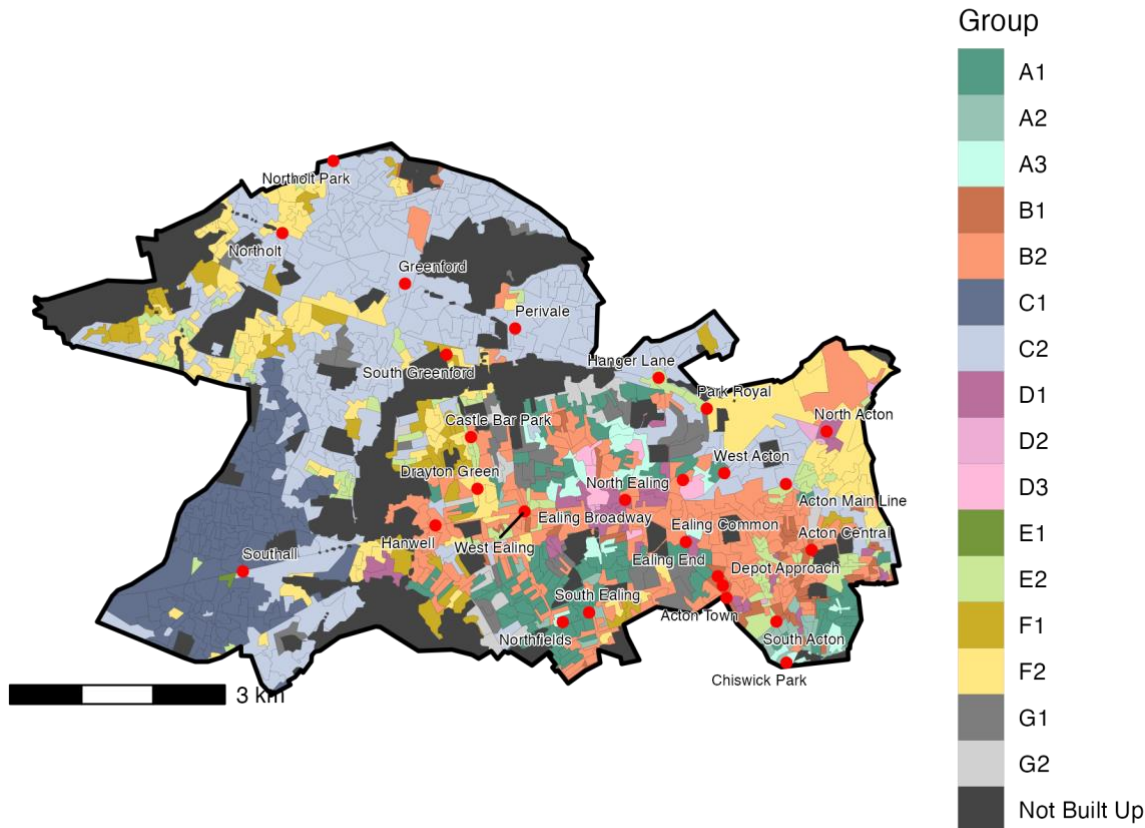 Group
A1
A2
A3
B1
B2
C1
C2
D1
D2
D3
E1
E2
F1
F2
G1
G2
Not Built Up
Northolt Park
Northolt
Greenford
Perivale
South Greenford
Hanger Lane
Park Royal
Castle Bar Park
North Acton
West Acton
Drayton Green
North Ealing
Acton Main Line
Ealing Broadway
Ealing Common
Acton Central
Hanwell
West Ealing
Southall
Ealing End
Depot Approach
South Ealing
Acton Town
Northfields
South Acton
Chiswick Park
3 km